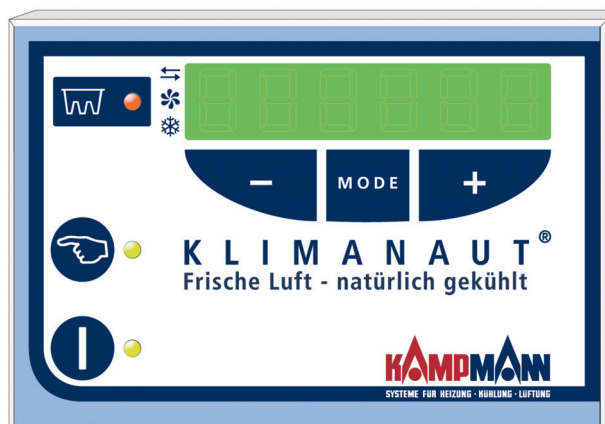 − MODE +
KLIMANAUT®
Frische Luft - natürlich gekühlt
KAMPMANN
SYSTEME FÜR HEIZUNG · KÜHLUNG · LÜFTUNG